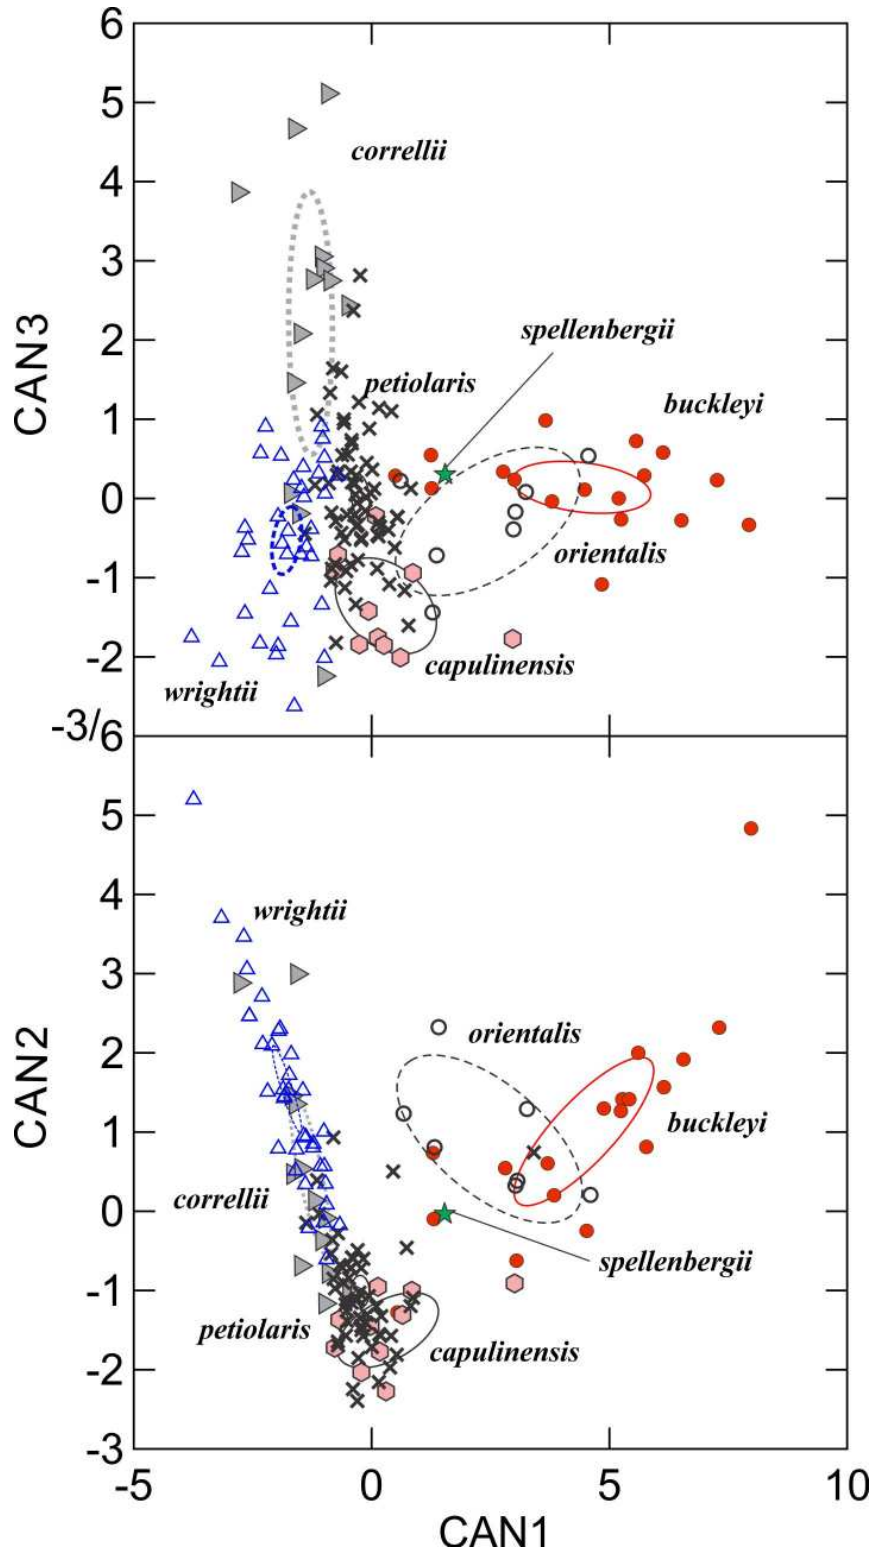 6
5
correllii
4
3
CAN3
spellenbergii
2
petiolaris
buckleyi
1
0
orientalis
-1
capulinensis
-2
wrightii
-3/6
5
wrightii
4
3
orientalis
2
CAN2
buckleyi
1
correllii
0
spellenbergii
-1
petiolaris
capulinensis
-2
-3
-5 0 5 10
CAN1